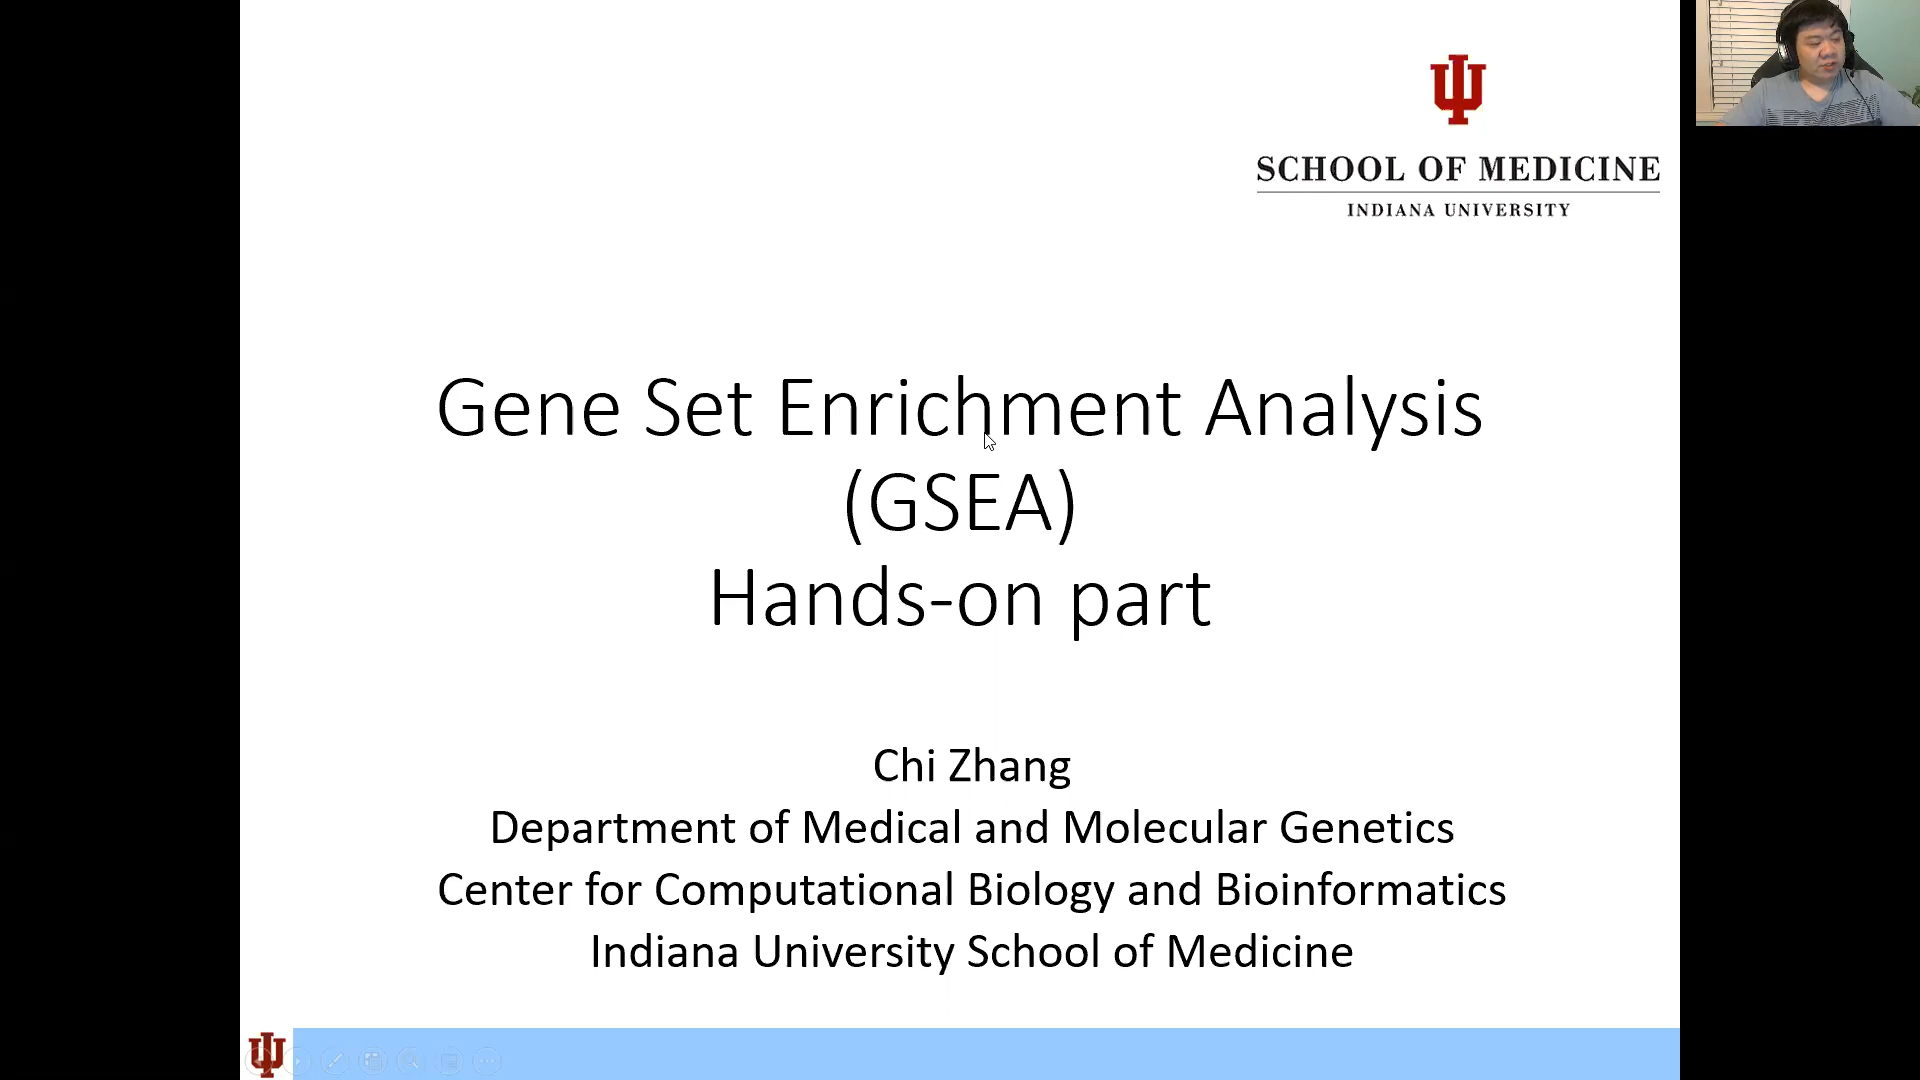 SCHOOL OF MEDICINE
INDIANA UNIVERSITY
Gene Set Enrichment Analysis
(GSEA)
Hands-on part
Chi Zhang
Department of Medical and Molecular Genetics
Center for Computational Biology and Bioinformatics
Indiana University School of Medicine